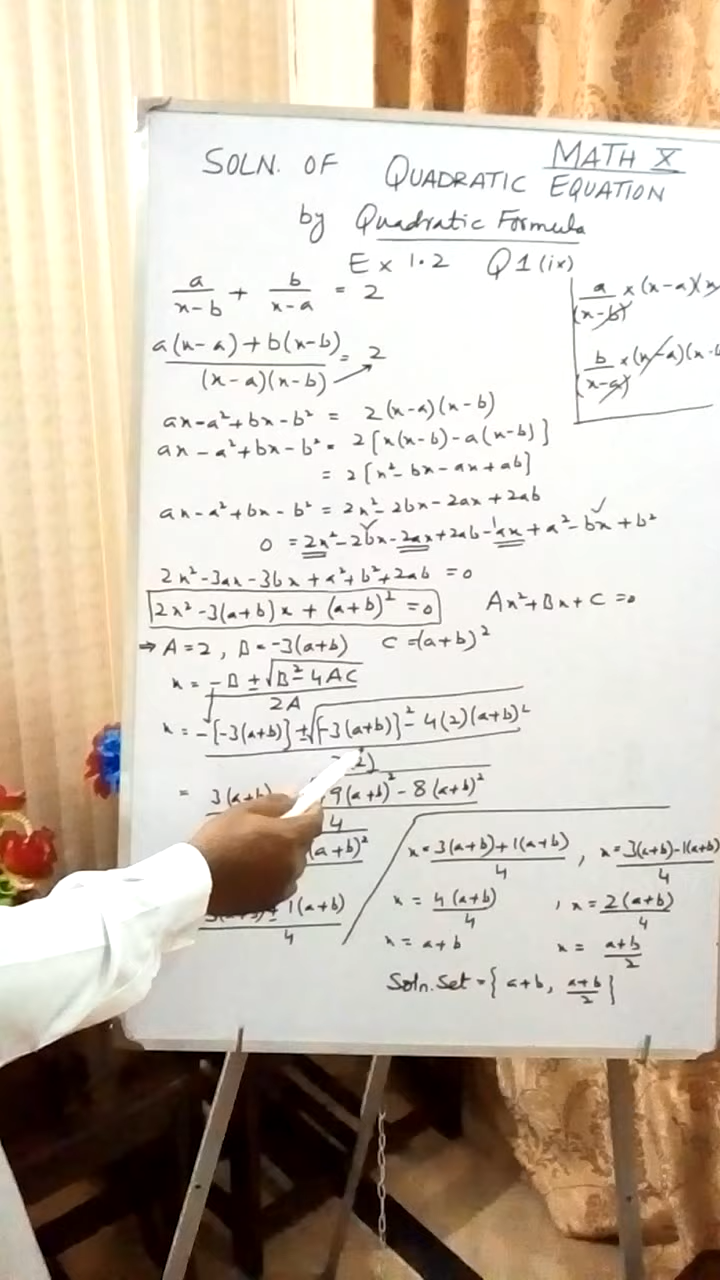 MATH X
SOLN. OF QUADRATIC EQUATION
by Quadratic Formula
Ex 1.2 Q1 (ix)
a/(x-b) + b/(x-a) = 2
(a(x-a)+b(x-b))/((x-a)(x-b)) = 2
ax-a²+bx-b² = 2(x-a)(x-b)
ax-a²+bx-b² = 2[x(x-b)-a(x-b)]
= 2[x²-bx-ax+ab]
ax-a²+bx-b² = 2x²-2bx-2ax+2ab
0 = 2x²-2bx-2ax+2ab-ax+a²-bx+b²
2x²-3ax-3bx+a²+b²+2ab = 0
2x²-3(a+b)x+(a+b)²=0 Ax²+Bx+C=0
⇒ A=2, B=-3(a+b) C=(a+b)²
x = (-B±√(B²-4AC))/2A
x = (-[-3(a+b)]±√([-3(a+b)]²-4(2)(a+b)²))/2)
= 3(a+b) 9(a+b)²-8(a+b)²
4
(a+b)²
1(a+b)
4
a/(x-b) × (x-a)(x
b/(x-a) × (x-a)(x-b
x = (3(a+b)+1(a+b))/4 , x = (3(a+b)-1(a+b))/4
x = 4(a+b)/4 , x = 2(a+b)/4
x = a+b x = (a+b)/2
Soln. Set = {a+b, (a+b)/2}